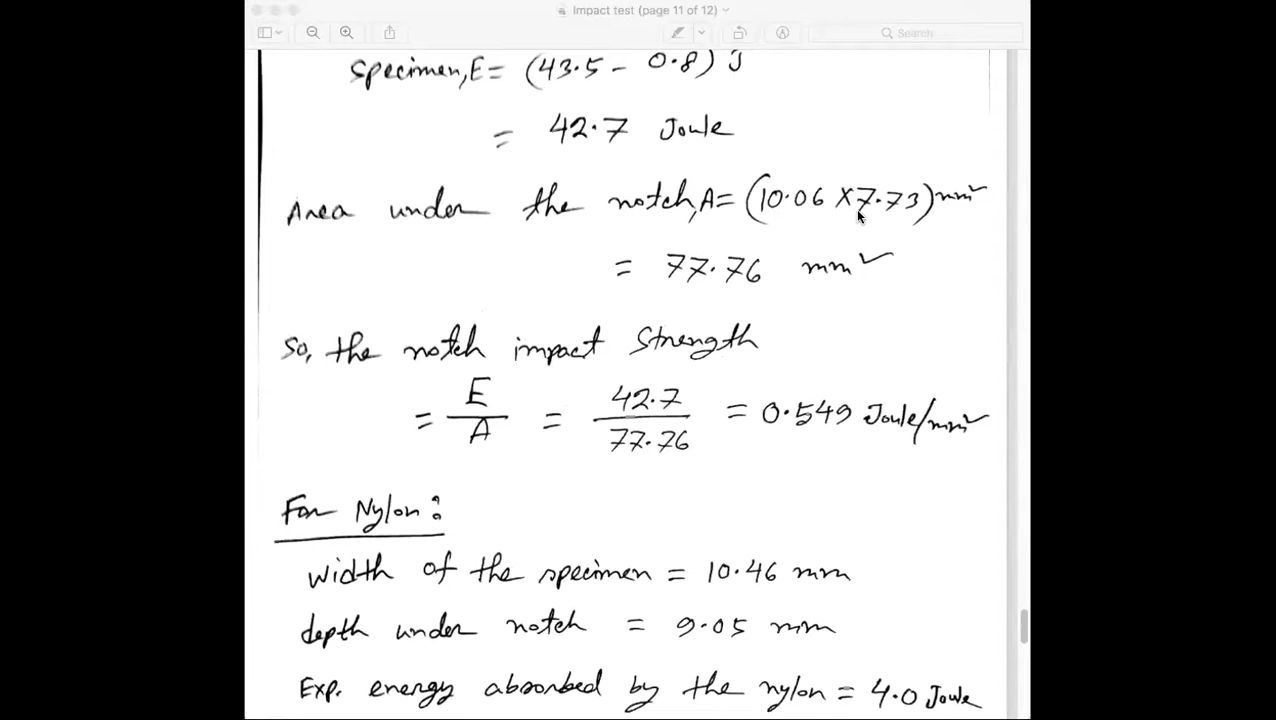 Impact test (page 11 of 12)
Search
specimen, E = (43.5 - 0.8) J
= 42.7 Joule
Area under the notch, A = (10.06 × 7.73) mm²
= 77.76 mm²
So, the notch impact strength
= E/A = 42.7/77.76 = 0.549 Joule/mm²
For Nylon:
width of the specimen = 10.46 mm
depth under notch = 9.05 mm
Exp. energy absorbed by the nylon = 4.0 Joule